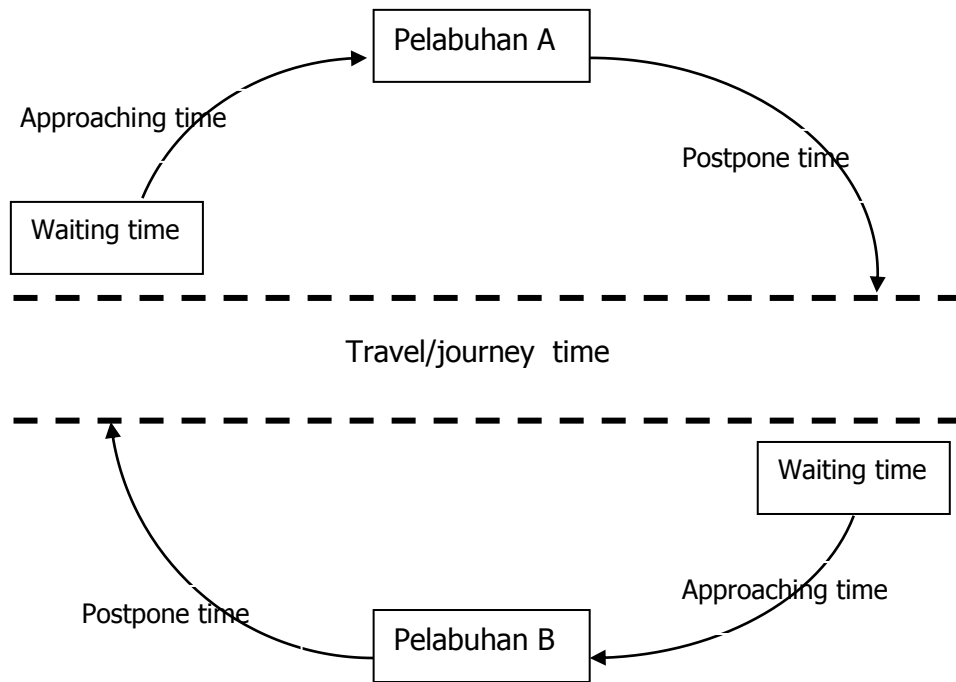 Pelabuhan A
Approaching time
Postpone time
Waiting time
Travel/journey time
Waiting time
Approaching time
Postpone time
Pelabuhan B